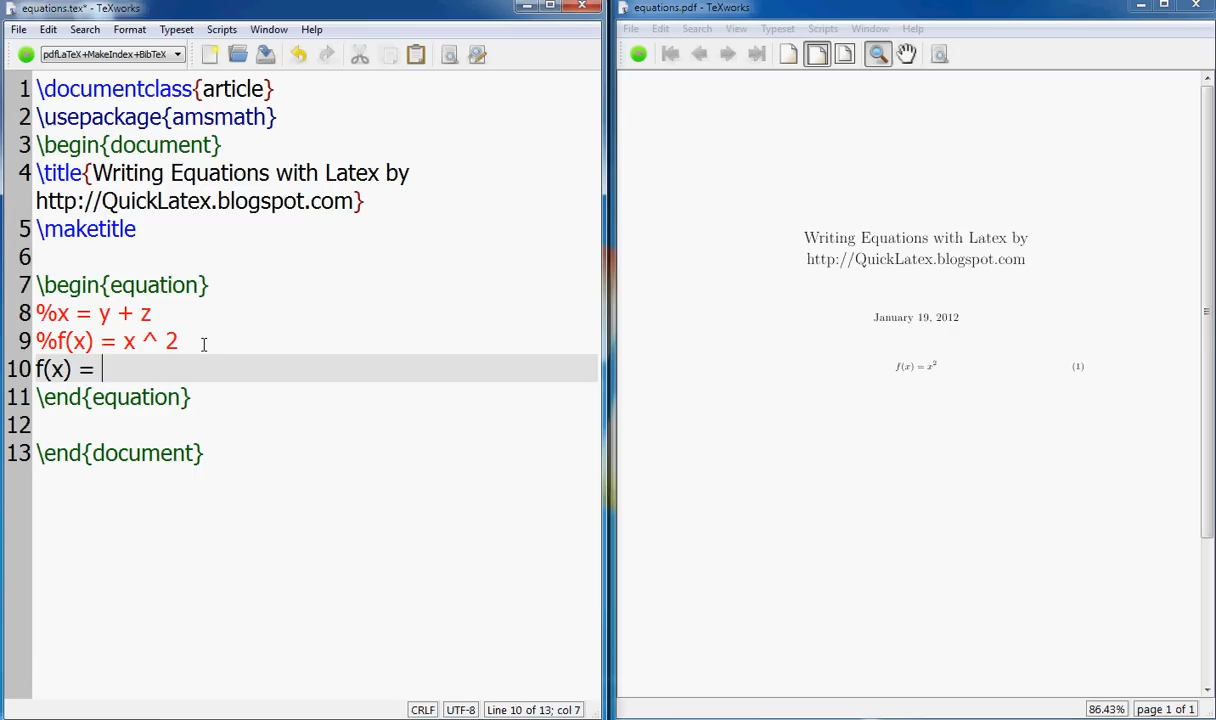 equations.tex* - TeXworks
File Edit Search Format Typeset Scripts Window Help
pdfLaTeX+MakeIndex+BibTeX
1 \documentclass{article}
2 \usepackage{amsmath}
3 \begin{document}
4 \title{Writing Equations with Latex by
http://QuickLatex.blogspot.com}
5 \maketitle
6
7 \begin{equation}
8 %x = y + z
9 %f(x) = x ^ 2
10 f(x) =
11 \end{equation}
12
13 \end{document}
CRLF UTF-8 Line 10 of 13; col 7
equations.pdf - TeXworks
File Edit Search View Typeset Scripts Window Help
Writing Equations with Latex by
http://QuickLatex.blogspot.com
January 19, 2012
f(x) = x² (1)
86.43% page 1 of 1